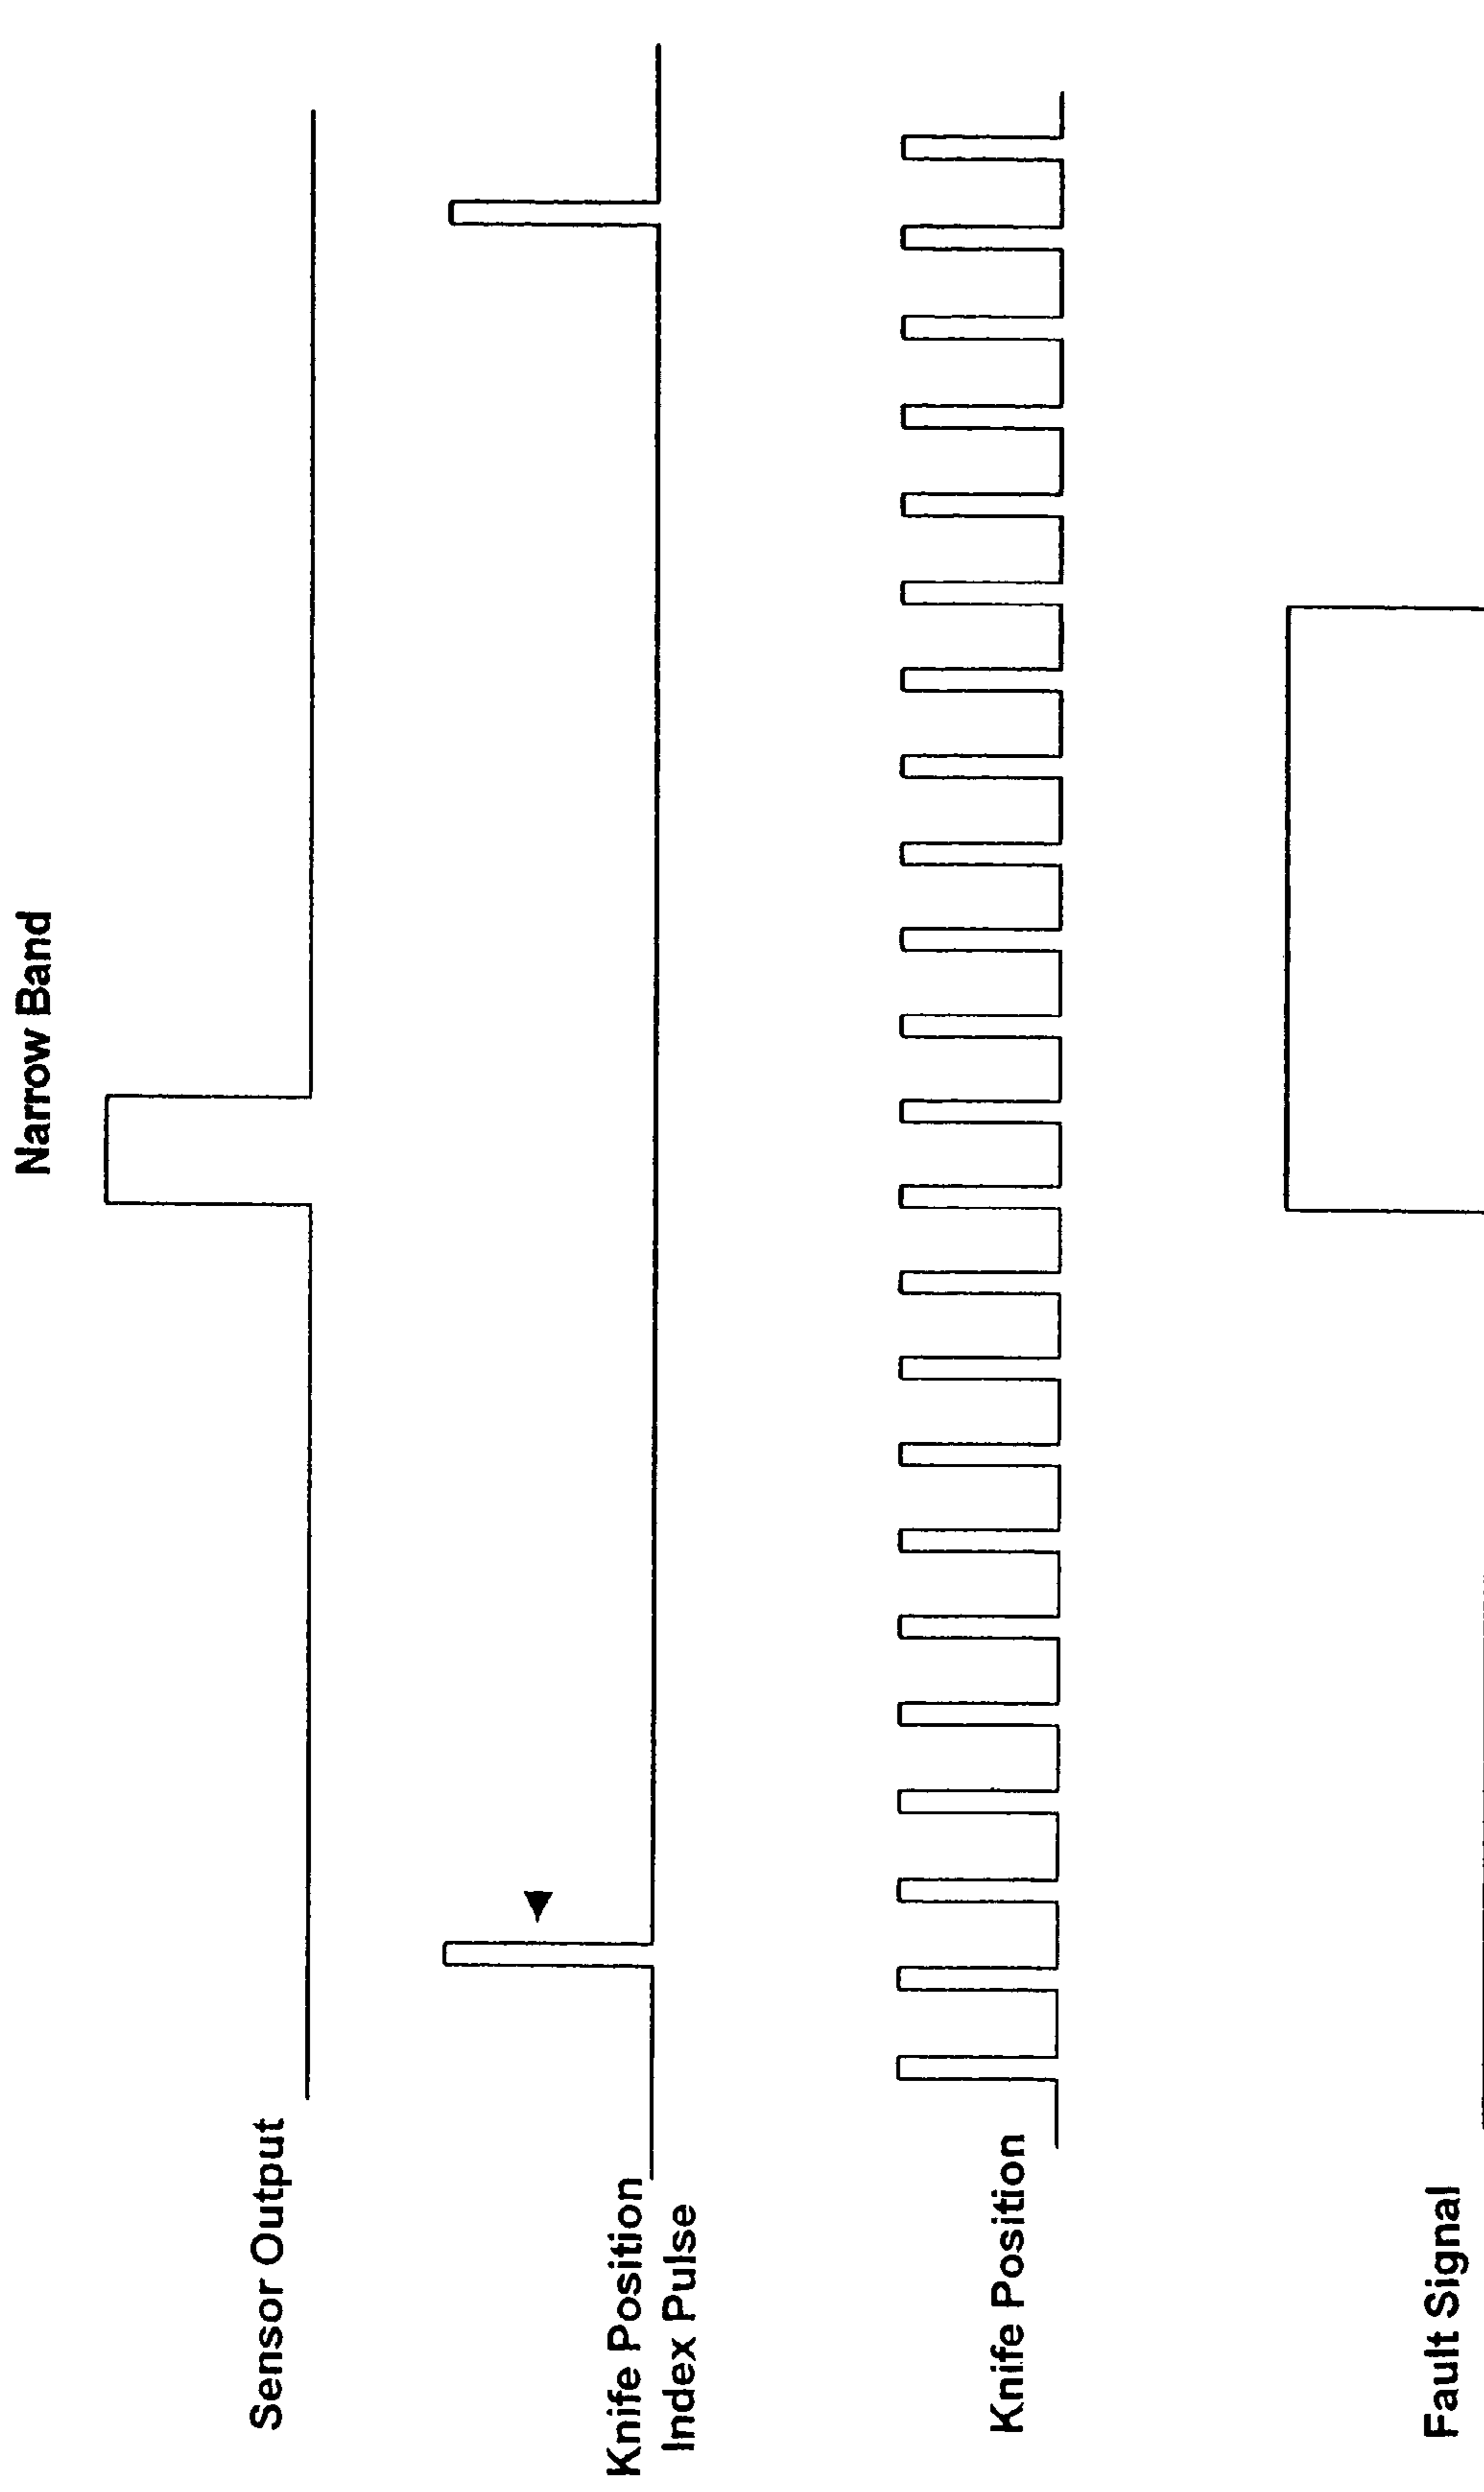 Narrow Band
Sensor Output
Knife Position
Index Pulse
Knife Position
Fault Signal